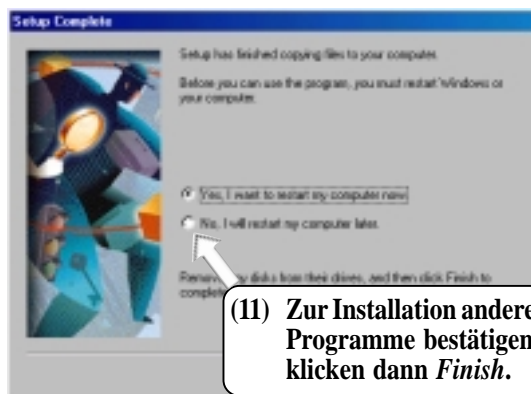 Setup Complete
Setup has finished copying files to your computer.
Before you can use the program, you must restart Windows or
your computer.
Yes, I want to restart my computer now.
No, I will restart my computer later.
disks from their drives, and then click Finish to
(11) Zur Installation andere
Programme bestätigen
klicken dann Finish.